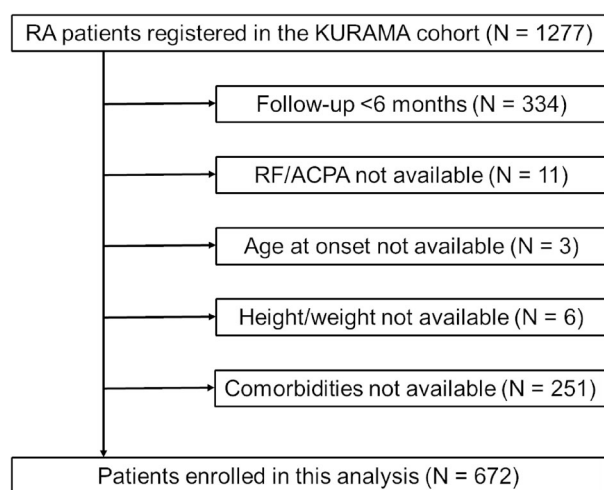 RA patients registered in the KURAMA cohort (N = 1277)
Follow-up <6 months (N = 334)
RF/ACPA not available (N = 11)
Age at onset not available (N = 3)
Height/weight not available (N = 6)
Comorbidities not available (N = 251)
Patients enrolled in this analysis (N = 672)